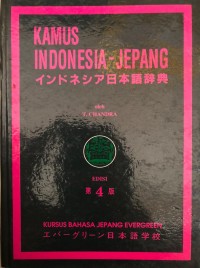 KAMUS
INDONESIA/JEPANG
インドネシア日本語辞典
oleh
T. CHANDRA
EDISI
第4版
KURSUS BAHASA JEPANG EVERGREEN
エバーグリーン日本語学校